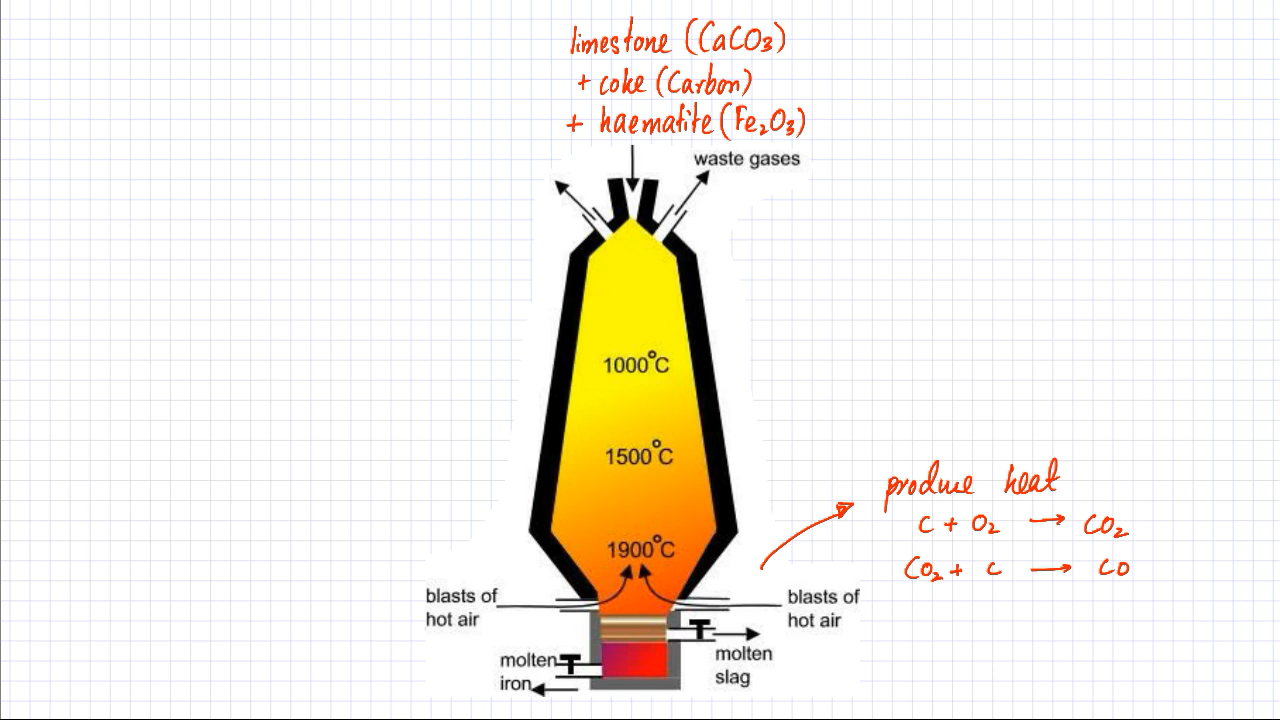 limestone (CaCO₃)
+ coke (Carbon)
+ haematite (Fe₂O₃)
waste gases
1000°C
1500°C
1900°C
produce heat
C + O₂ → CO₂
CO₂ + C → CO
blasts of
hot air
blasts of
hot air
molten
iron
molten
slag